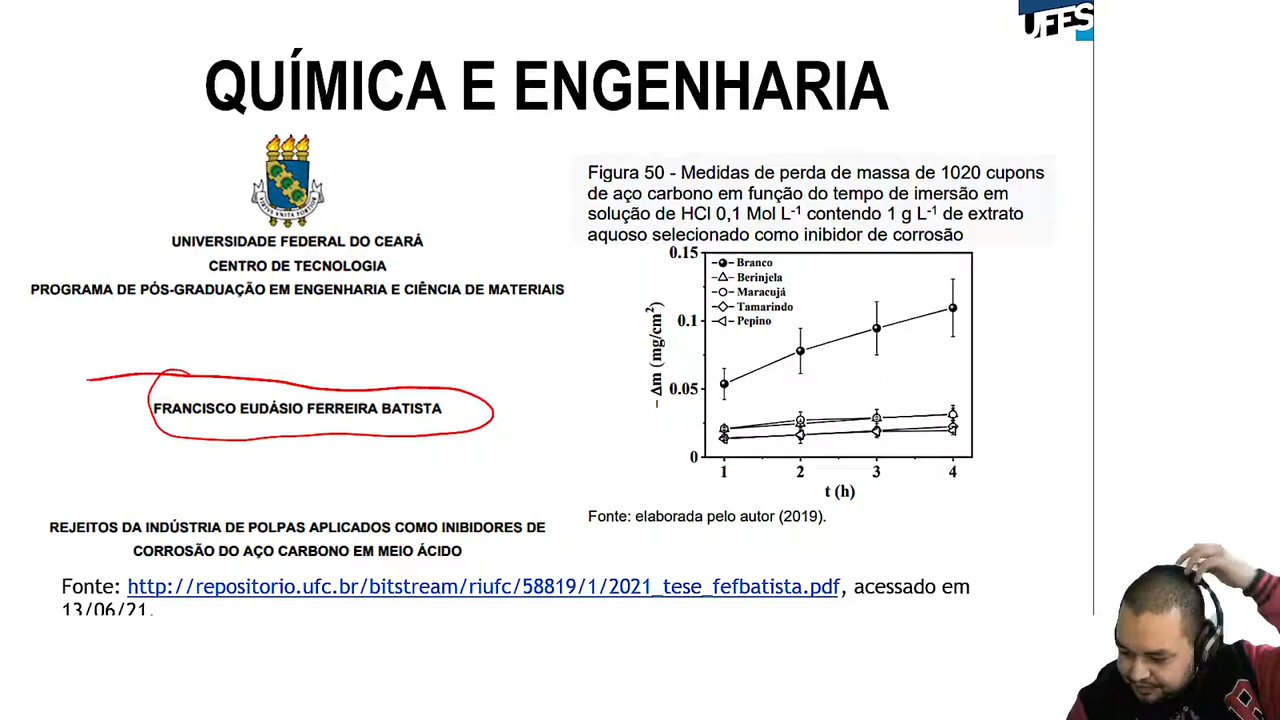 UFES
QUÍMICA E ENGENHARIA
VIRTUS UNITA FORTIOR
UNIVERSIDADE FEDERAL DO CEARÁ
CENTRO DE TECNOLOGIA
PROGRAMA DE PÓS-GRADUAÇÃO EM ENGENHARIA E CIÊNCIA DE MATERIAIS
FRANCISCO EUDÁSIO FERREIRA BATISTA
REJEITOS DA INDÚSTRIA DE POLPAS APLICADOS COMO INIBIDORES DE
CORROSÃO DO AÇO CARBONO EM MEIO ÁCIDO
Figura 50 - Medidas de perda de massa de 1020 cupons
de aço carbono em função do tempo de imersão em
solução de HCl 0,1 Mol L⁻¹ contendo 1 g L⁻¹ de extrato
aquoso selecionado como inibidor de corrosão
0.15
0.1
0.05
0
− Δm (mg/cm²)
Branco
Berinjela
Maracujá
Tamarindo
Pepino
1 2 3 4
t (h)
Fonte: elaborada pelo autor (2019).
Fonte: http://repositorio.ufc.br/bitstream/riufc/58819/1/2021_tese_fefbatista.pdf, acessado em
13/06/21.